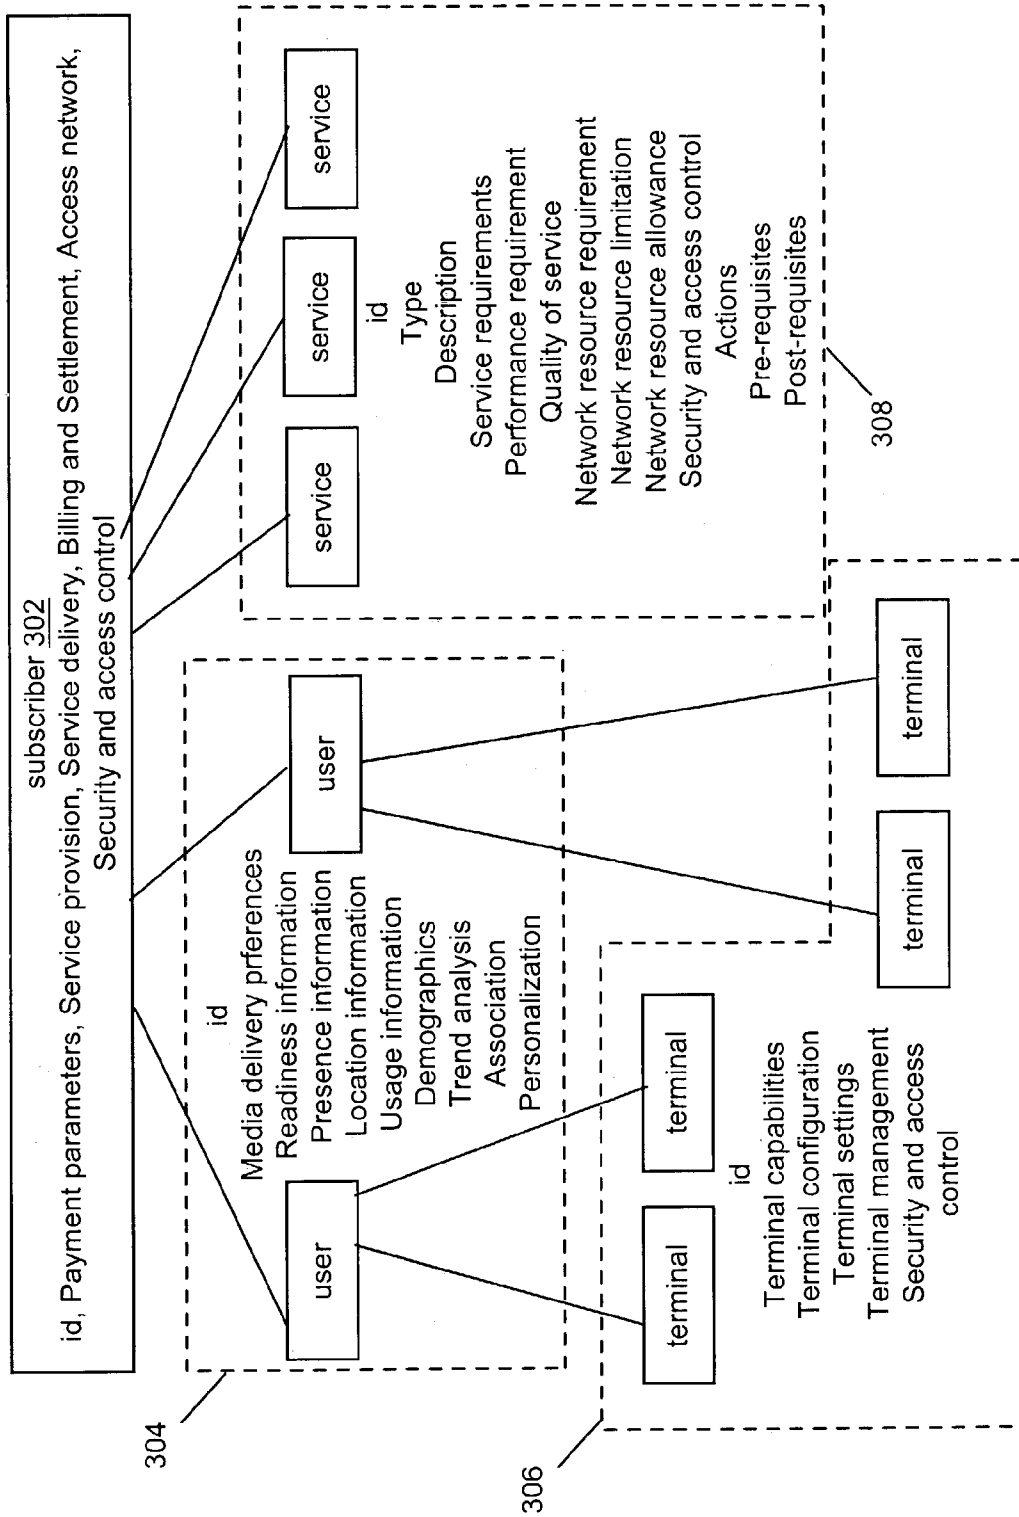 subscriber 302
id, Payment parameters, Service provision, Service delivery, Billing and Settlement, Access network,
Security and access control
304
user
id
Media delivery prferences
Readiness information
Presence information
Location information
Usage information
Demographics
Trend analysis
Association
Personalization
user
service
service
service
id
Type
Description
Service requirements
Performance requirement
Quality of service
Network resource requirement
Network resource limitation
Network resource allowance
Security and access control
Actions
Pre-requisites
Post-requisites
308
306
terminal
terminal
id
Terminal capabilities
Terminal configuration
Terminal settings
Terminal management
Security and access
control
terminal
terminal